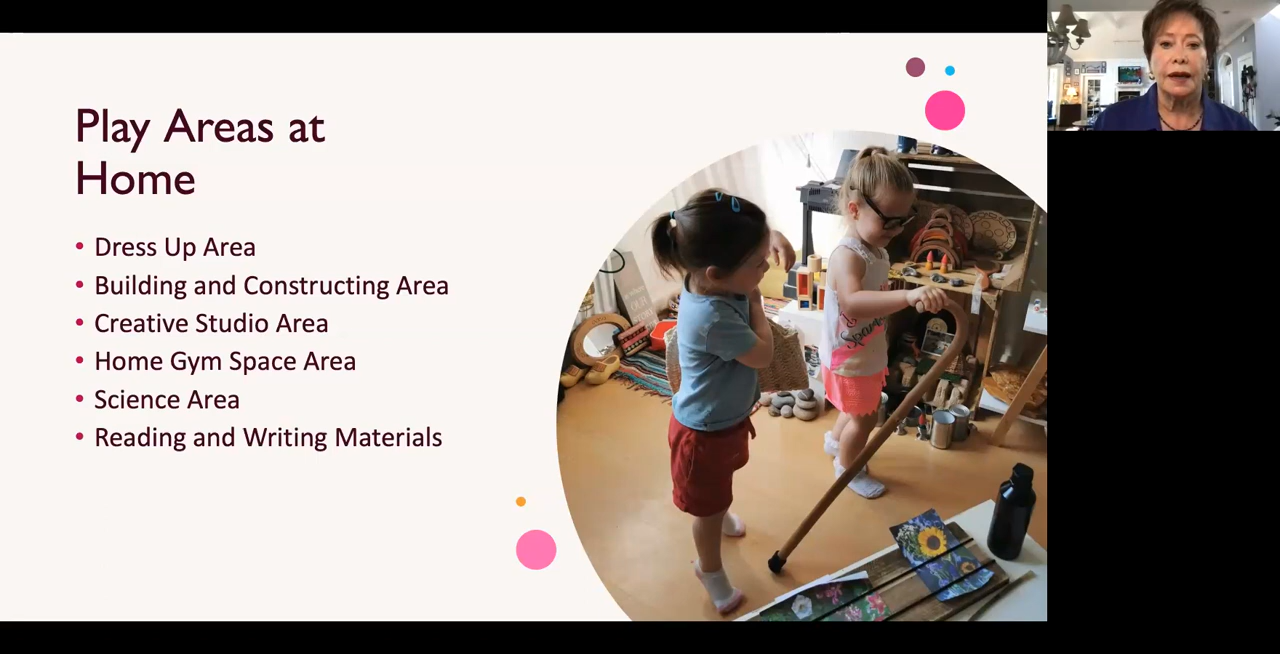 Play Areas at
Home
• Dress Up Area
• Building and Constructing Area
• Creative Studio Area
• Home Gym Space Area
• Science Area
• Reading and Writing Materials